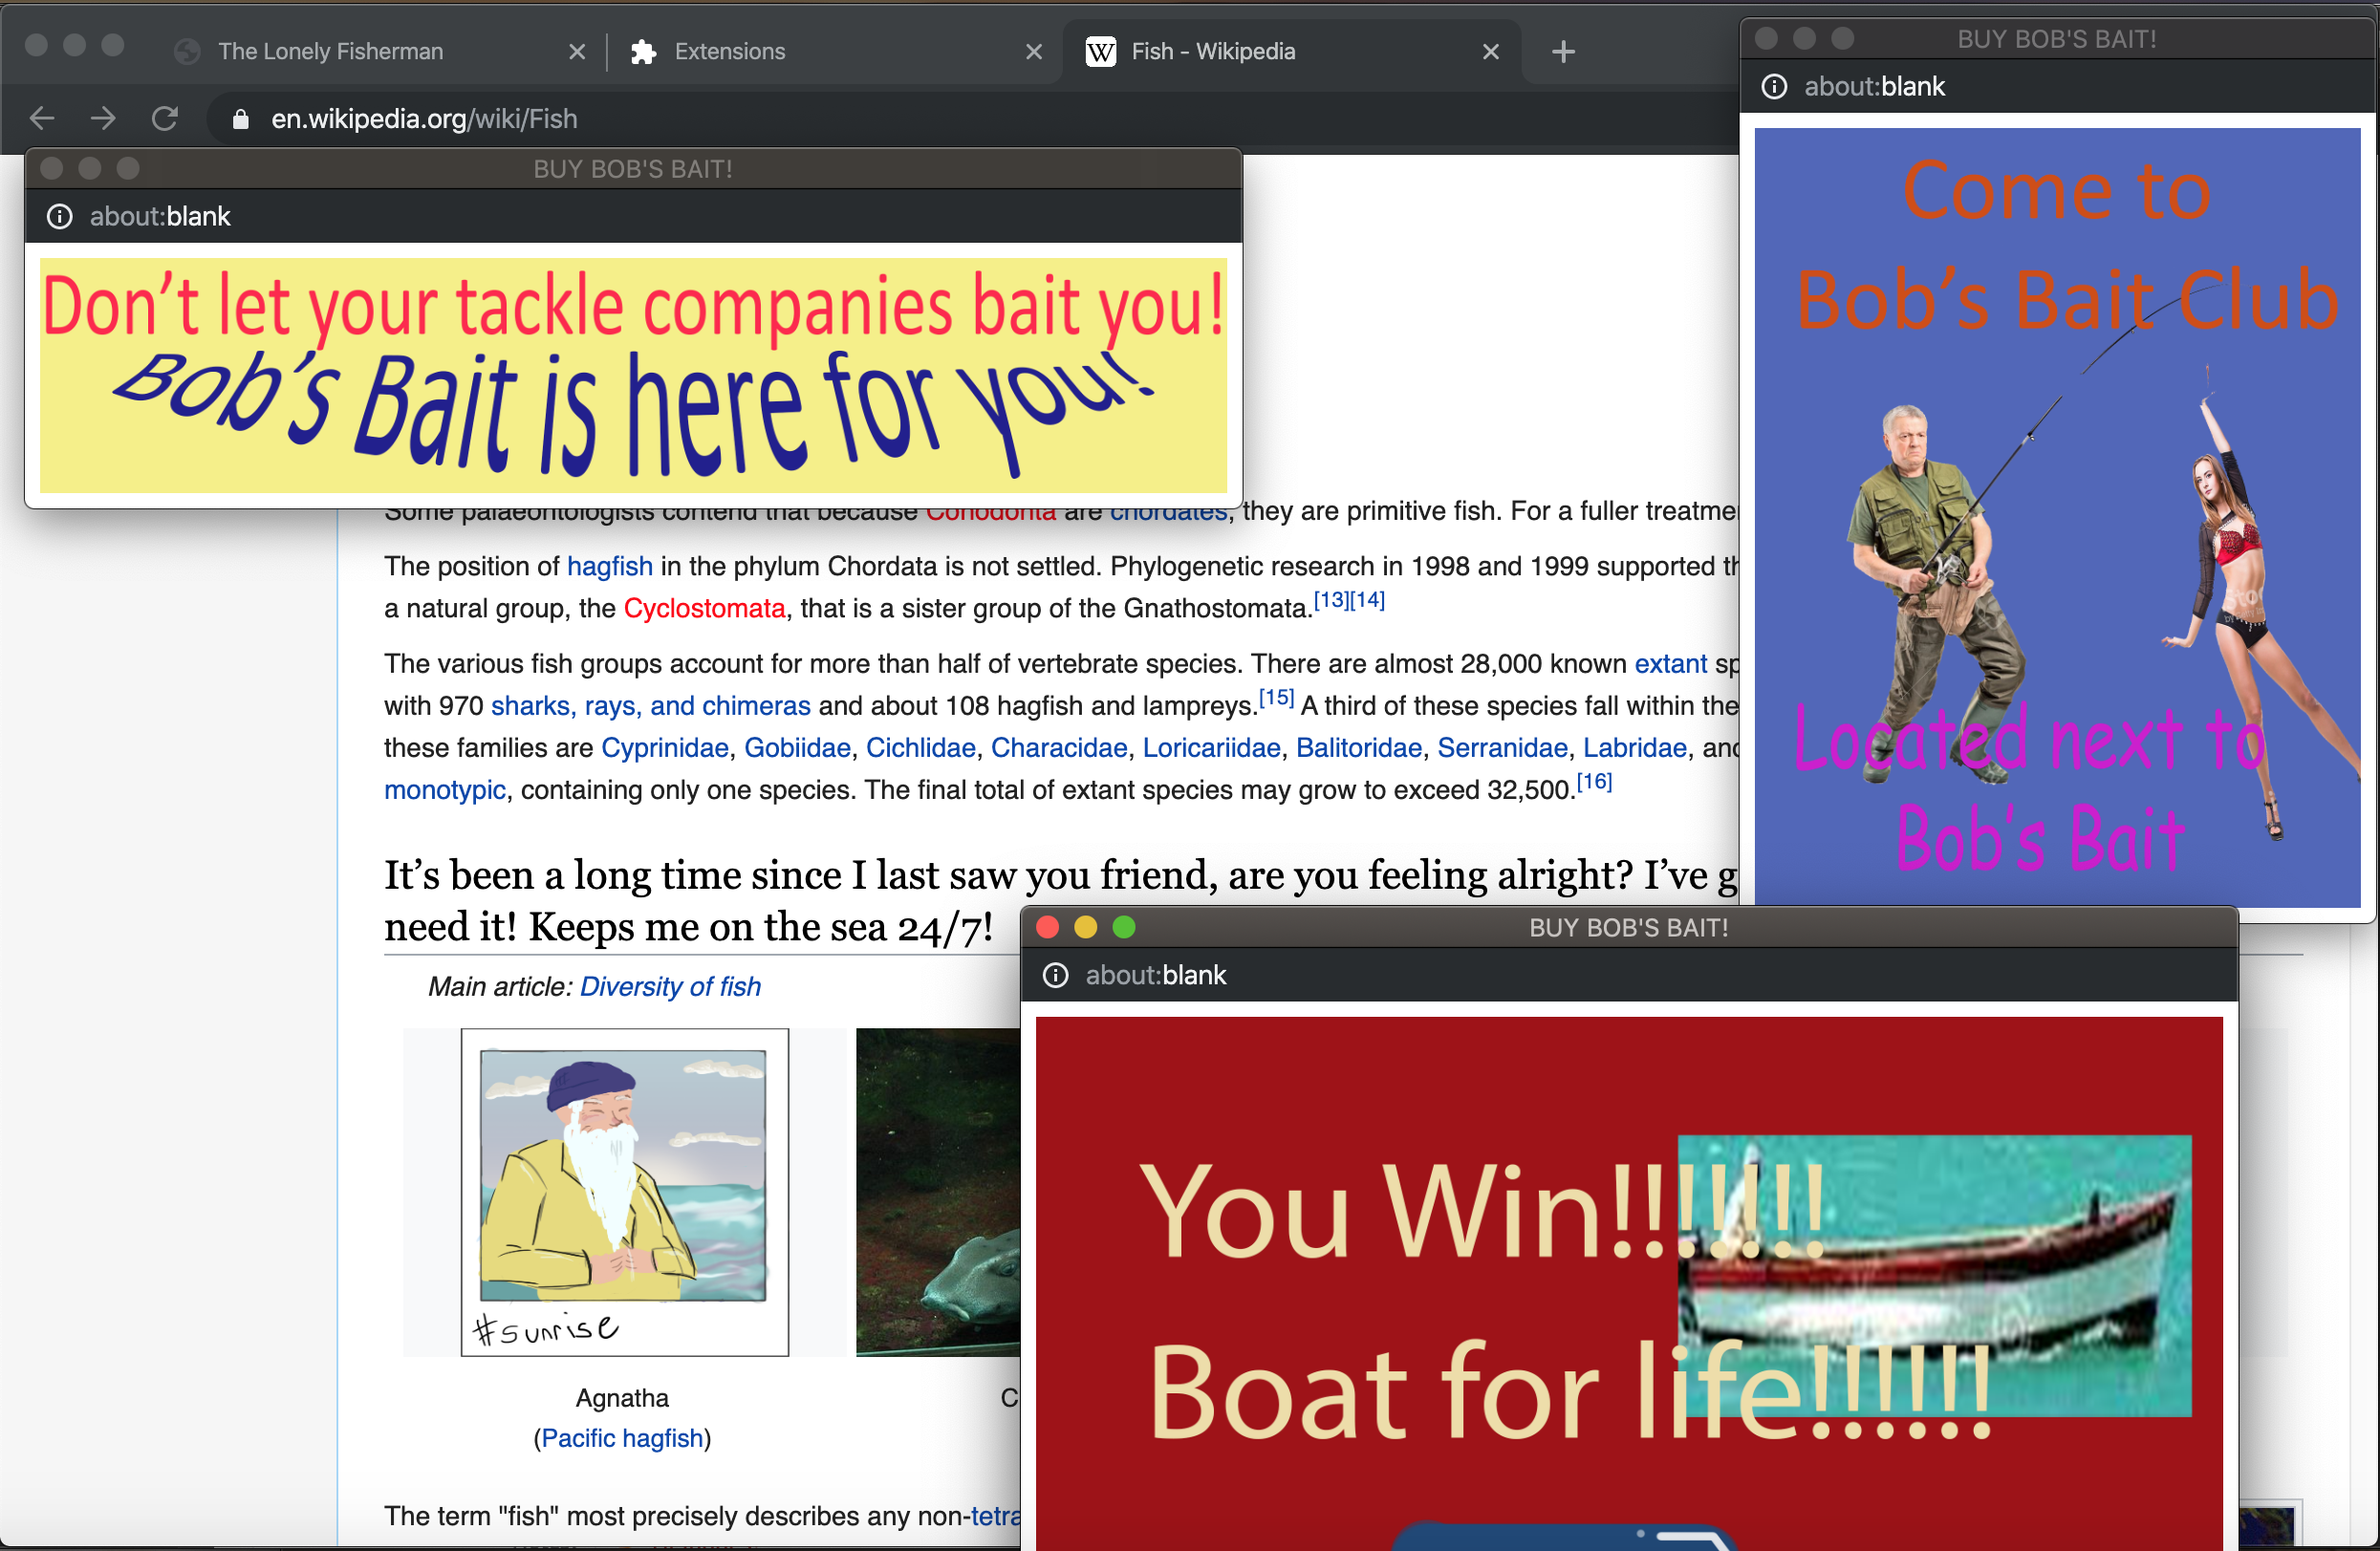 The Lonely Fisherman
Extensions
Fish - Wikipedia
en.wikipedia.org/wiki/Fish
BUY BOB'S BAIT!
about:blank
Don't let your tackle companies bait you!
Bob's Bait is here for you!
BUY BOB'S BAIT!
about:blank
Come to
Bob's Bait Club
Located next to
Bob's Bait
Some palaeontologists contend that because Conodonta are chordates, they are primitive fish. For a fuller
The position of hagfish in the phylum Chordata is not settled. Phylogenetic research in 1998 and 1999 supported
a natural group, the Cyclostomata, that is a sister group of the Gnathostomata.[13][14]
The various fish groups account for more than half of vertebrate species. There are almost 28,000 known extant
with 970 sharks, rays, and chimeras and about 108 hagfish and lampreys.[15] A third of these species fall within the
these families are Cyprinidae, Gobiidae, Cichlidae, Characidae, Loricariidae, Balitoridae, Serranidae, Labridae,
monotypic, containing only one species. The final total of extant species may grow to exceed 32,500.[16]
It's been a long time since I last saw you friend, are you feeling alright? I've
need it! Keeps me on the sea 24/7!
Main article: Diversity of fish
#sunrise
Agnatha
(Pacific hagfish)
The term "fish" most precisely describes any
BUY BOB'S BAIT!
about:blank
You Win!!!!!!!
Boat for life!!!!!!